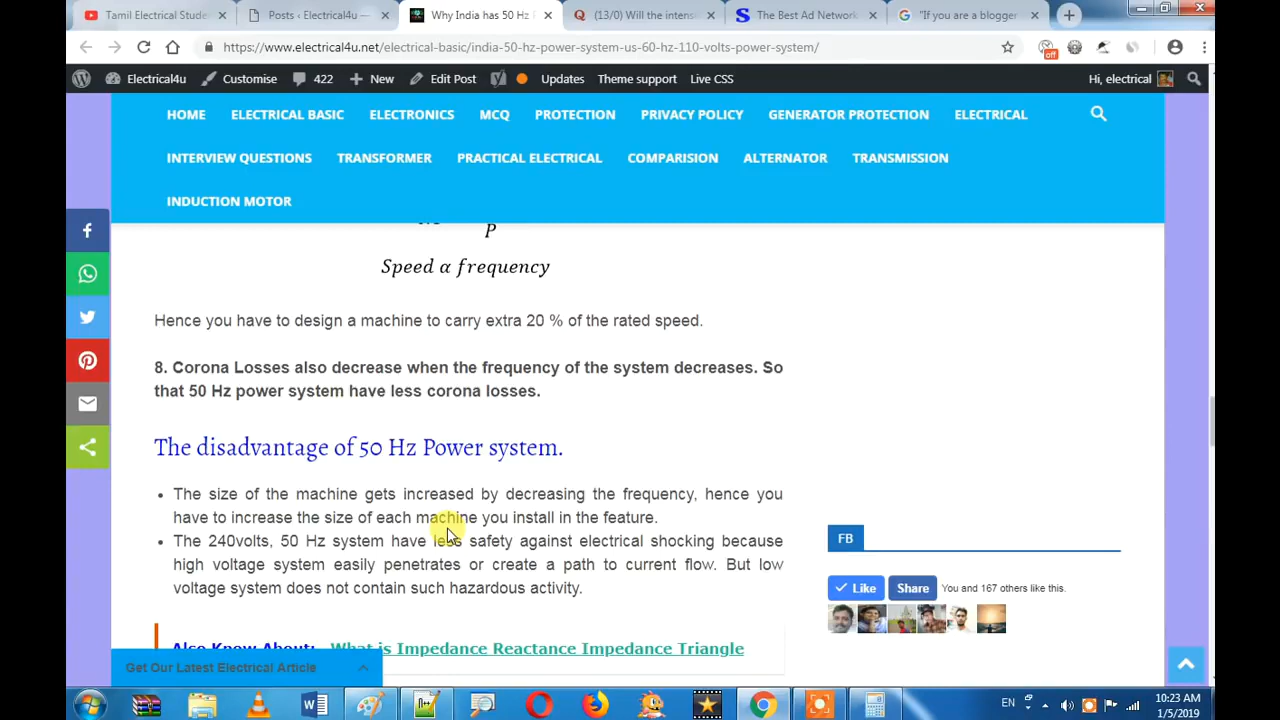 Tamil Electrical Stude
Posts ‹ Electrical4u —
Why India has 50 Hz P
(13/0) Will the intens
The Best Ad Network
"If you are a blogger
https://www.electrical4u.net/electrical-basic/india-50-hz-power-system-us-60-hz-110-volts-power-system/
off
Electrical4u
Customise
422
New
Edit Post
Updates
Theme support
Live CSS
Hi, electrical
HOME
ELECTRICAL BASIC
ELECTRONICS
MCQ
PROTECTION
PRIVACY POLICY
GENERATOR PROTECTION
ELECTRICAL
INTERVIEW QUESTIONS
TRANSFORMER
PRACTICAL ELECTRICAL
COMPARISION
ALTERNATOR
TRANSMISSION
INDUCTION MOTOR
P
Speed α frequency
Hence you have to design a machine to carry extra 20 % of the rated speed.
8. Corona Losses also decrease when the frequency of the system decreases. So
that 50 Hz power system have less corona losses.
The disadvantage of 50 Hz Power system.
• The size of the machine gets increased by decreasing the frequency, hence you
have to increase the size of each machine you install in the feature.
• The 240volts, 50 Hz system have less safety against electrical shocking because
high voltage system easily penetrates or create a path to current flow. But low
voltage system does not contain such hazardous activity.
Also Know About: What is Impedance Reactance Impedance Triangle
FB
Like
Share
You and 167 others like this.
Get Our Latest Electrical Article
EN
10:23 AM
1/5/2019